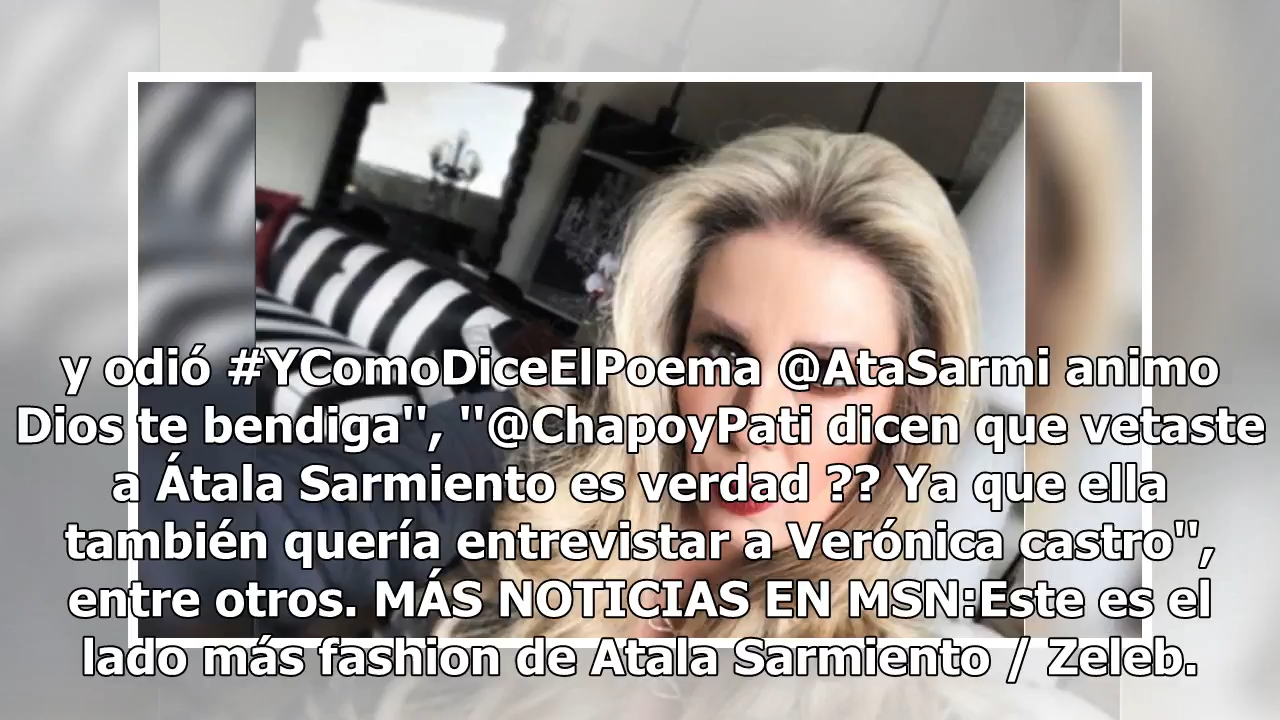 y odió #YComoDiceElPoema @AtaSarmi animo
Dios te bendiga'', ''@ChapoyPati dicen que vetaste
a Átala Sarmiento es verdad ?? Ya que ella
también quería entrevistar a Verónica castro'',
entre otros. MÁS NOTICIAS EN MSN:Este es el
lado más fashion de Atala Sarmiento / Zeleb.